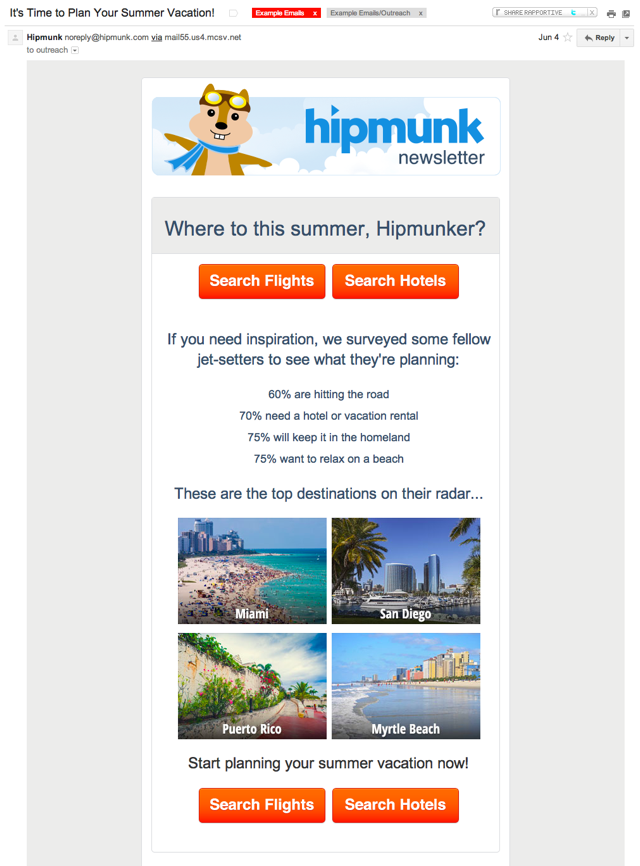 It's Time to Plan Your Summer Vacation! Example Emails x Example Emails/Outreach x SHARE RAPPORTIVE X
Hipmunk noreply@hipmunk.com via mail55.us4.mcsv.net Jun 4 Reply
to outreach
hipmunk
newsletter
Where to this summer, Hipmunker?
Search Flights Search Hotels
If you need inspiration, we surveyed some fellow
jet-setters to see what they're planning:
60% are hitting the road
70% need a hotel or vacation rental
75% will keep it in the homeland
75% want to relax on a beach
These are the top destinations on their radar...
Miami San Diego
Puerto Rico Myrtle Beach
Start planning your summer vacation now!
Search Flights Search Hotels